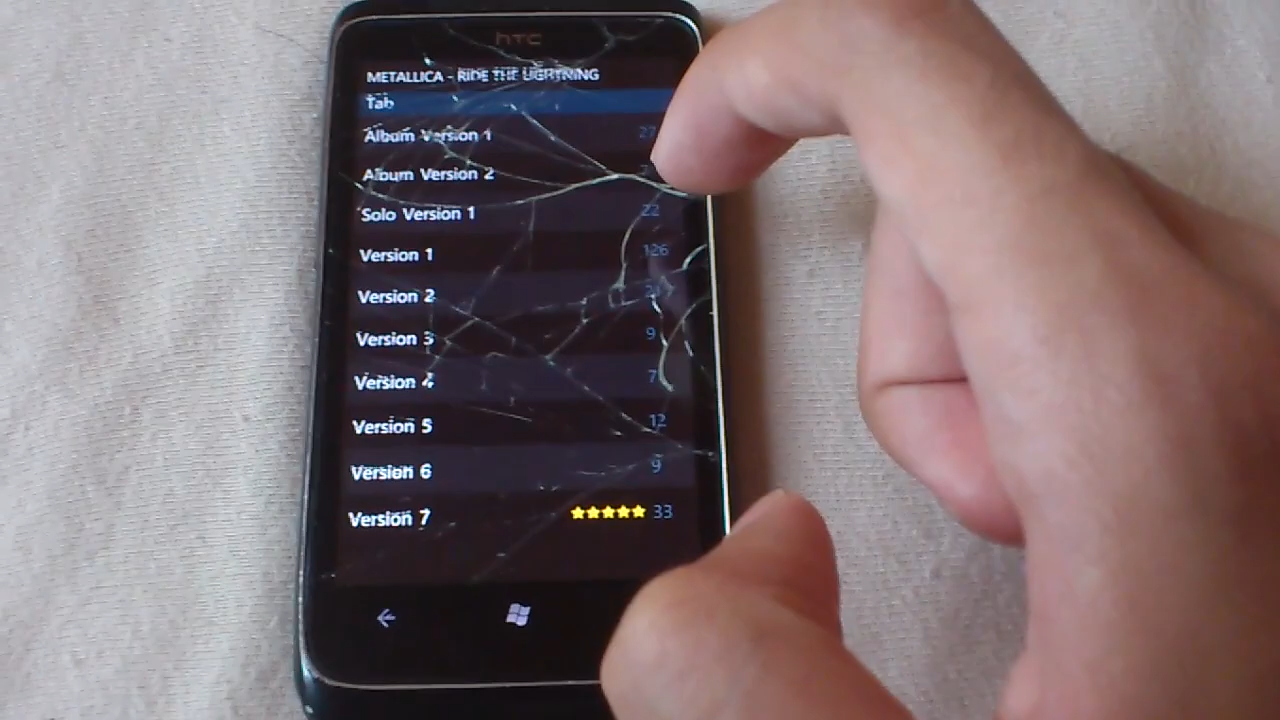 hTC
METALLICA - RIDE THE LIGHTNING
Tab
Album Version 1 27
Album Version 2
Solo Version 1 22
Version 1 126
Version 2
Version 3 9
Version 4 7
Version 5 12
Version 6 9
Version 7 33